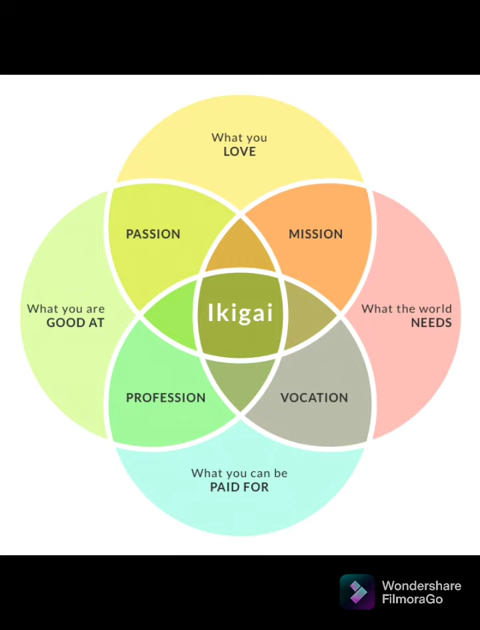 What you
LOVE
PASSION
MISSION
What you are
GOOD AT
Ikigai
What the world
NEEDS
PROFESSION
VOCATION
What you can be
PAID FOR
Wondershare
FilmoraGo